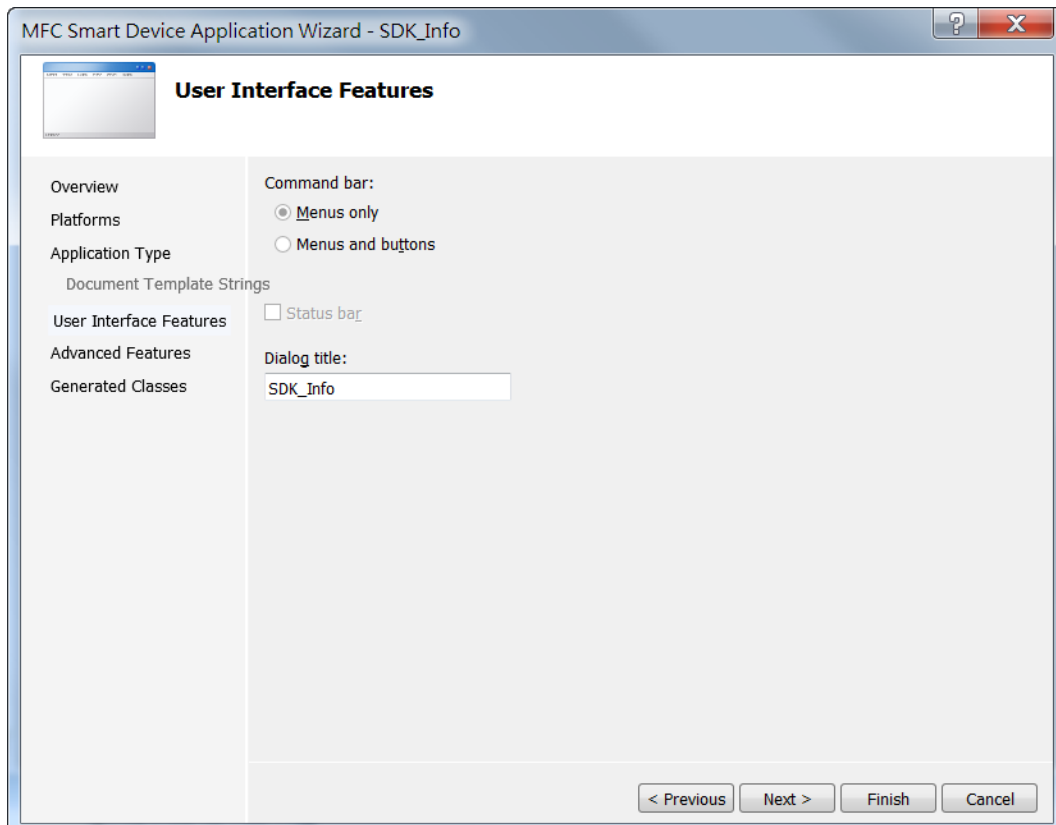 MFC Smart Device Application Wizard - SDK_Info
User Interface Features
Overview
Platforms
Application Type
Document Template Strings
User Interface Features
Advanced Features
Generated Classes
Command bar:
Menus only
Menus and buttons
Status bar
Dialog title:
SDK_Info
< Previous
Next >
Finish
Cancel